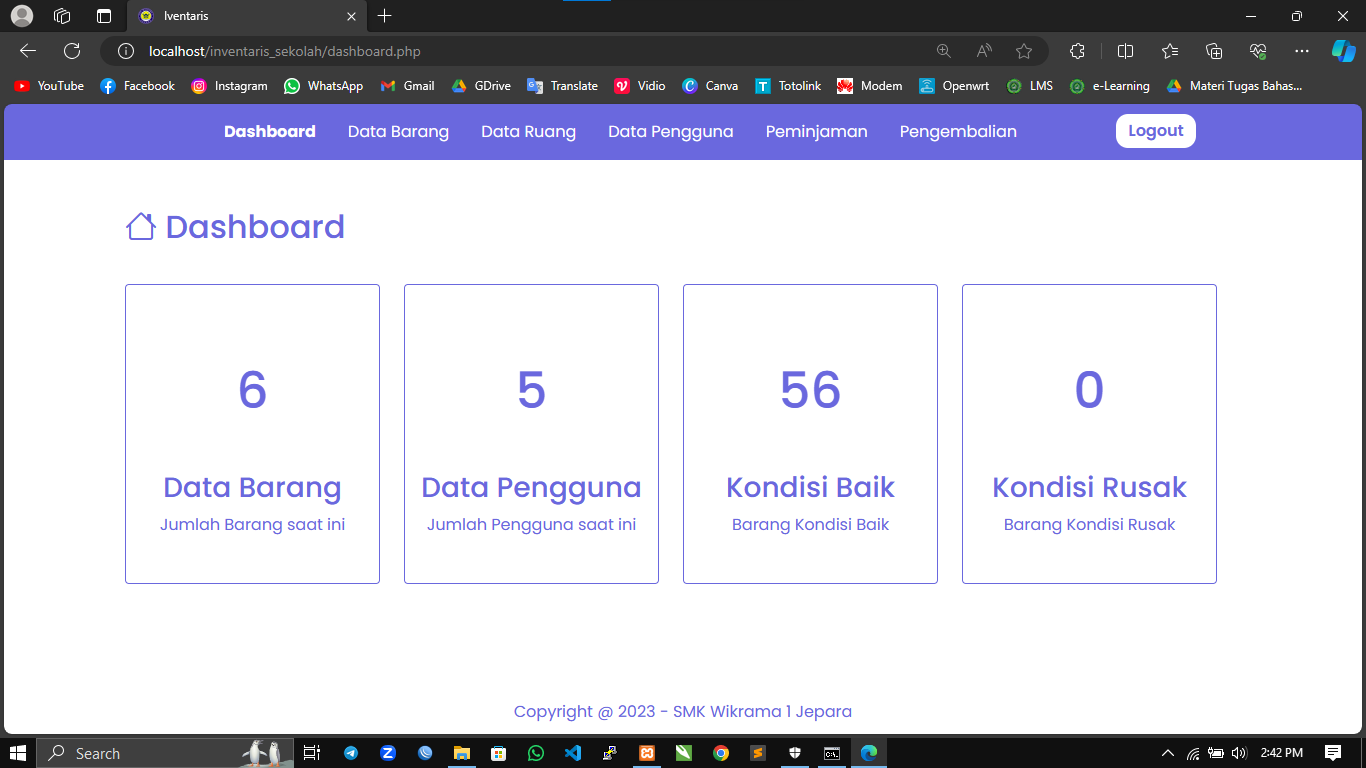 Iventaris
localhost/inventaris_sekolah/dashboard.php
YouTube Facebook Instagram WhatsApp Gmail GDrive Translate Vidio Canva Totolink Modem Openwrt LMS e-Learning Materi Tugas Bahas...
Dashboard Data Barang Data Ruang Data Pengguna Peminjaman Pengembalian Logout
Dashboard
6 5 56 0
Data Barang Data Pengguna Kondisi Baik Kondisi Rusak
Jumlah Barang saat ini Jumlah Pengguna saat ini Barang Kondisi Baik Barang Kondisi Rusak
Copyright @ 2023 - SMK Wikrama 1 Jepara
Search 2:42 PM